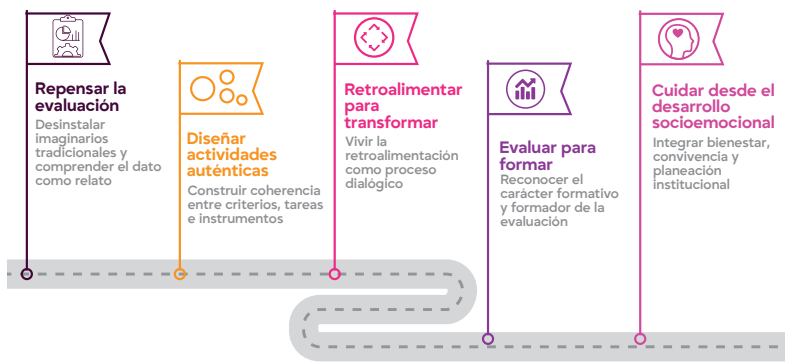 Repensar la
evaluación
Desinstalar
imaginarios
tradicionales y
comprender el dato
como relato
Diseñar
actividades
auténticas
Construir coherencia
entre criterios, tareas
e instrumentos
Retroalimentar
para
transformar
Vivir la
retroalimentación
como proceso
dialógico
Evaluar para
formar
Reconocer el
carácter formativo
y formador de la
evaluación
Cuidar desde el
desarrollo
socioemocional
Integrar bienestar,
convivencia y
planeación
institucional